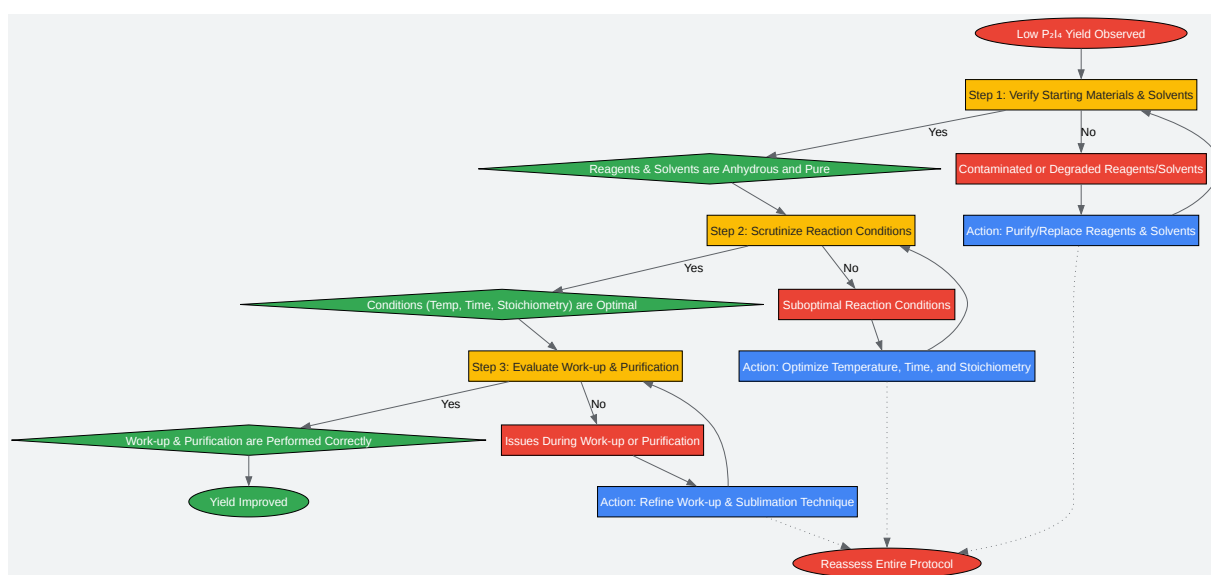 Low P₂I₄ Yield Observed
Step 1: Verify Starting Materials & Solvents
Yes
No
Reagents & Solvents are Anhydrous and Pure
Contaminated or Degraded Reagents/Solvents
Step 2: Scrutinize Reaction Conditions
Action: Purify/Replace Reagents & Solvents
Yes
No
Conditions (Temp, Time, Stoichiometry) are Optimal
Suboptimal Reaction Conditions
Step 3: Evaluate Work-up & Purification
Action: Optimize Temperature, Time, and Stoichiometry
Yes
No
Work-up & Purification are Performed Correctly
Issues During Work-up or Purification
Yield Improved
Action: Refine Work-up & Sublimation Technique
Reassess Entire Protocol